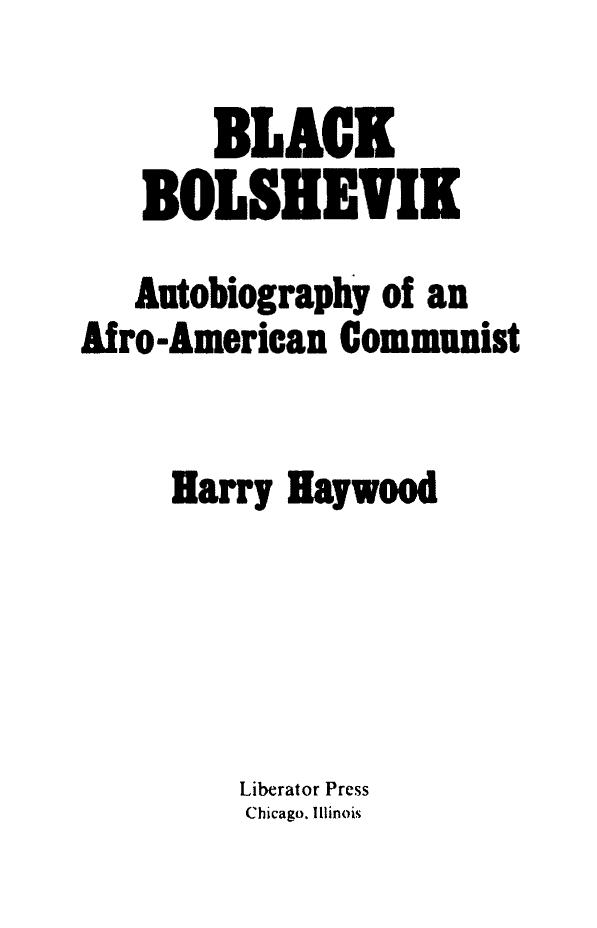 BLACK
BOLSHEVIK
Autobiography of an
Afro-American Communist
Harry Haywood
Liberator Press
Chicago, Illinois